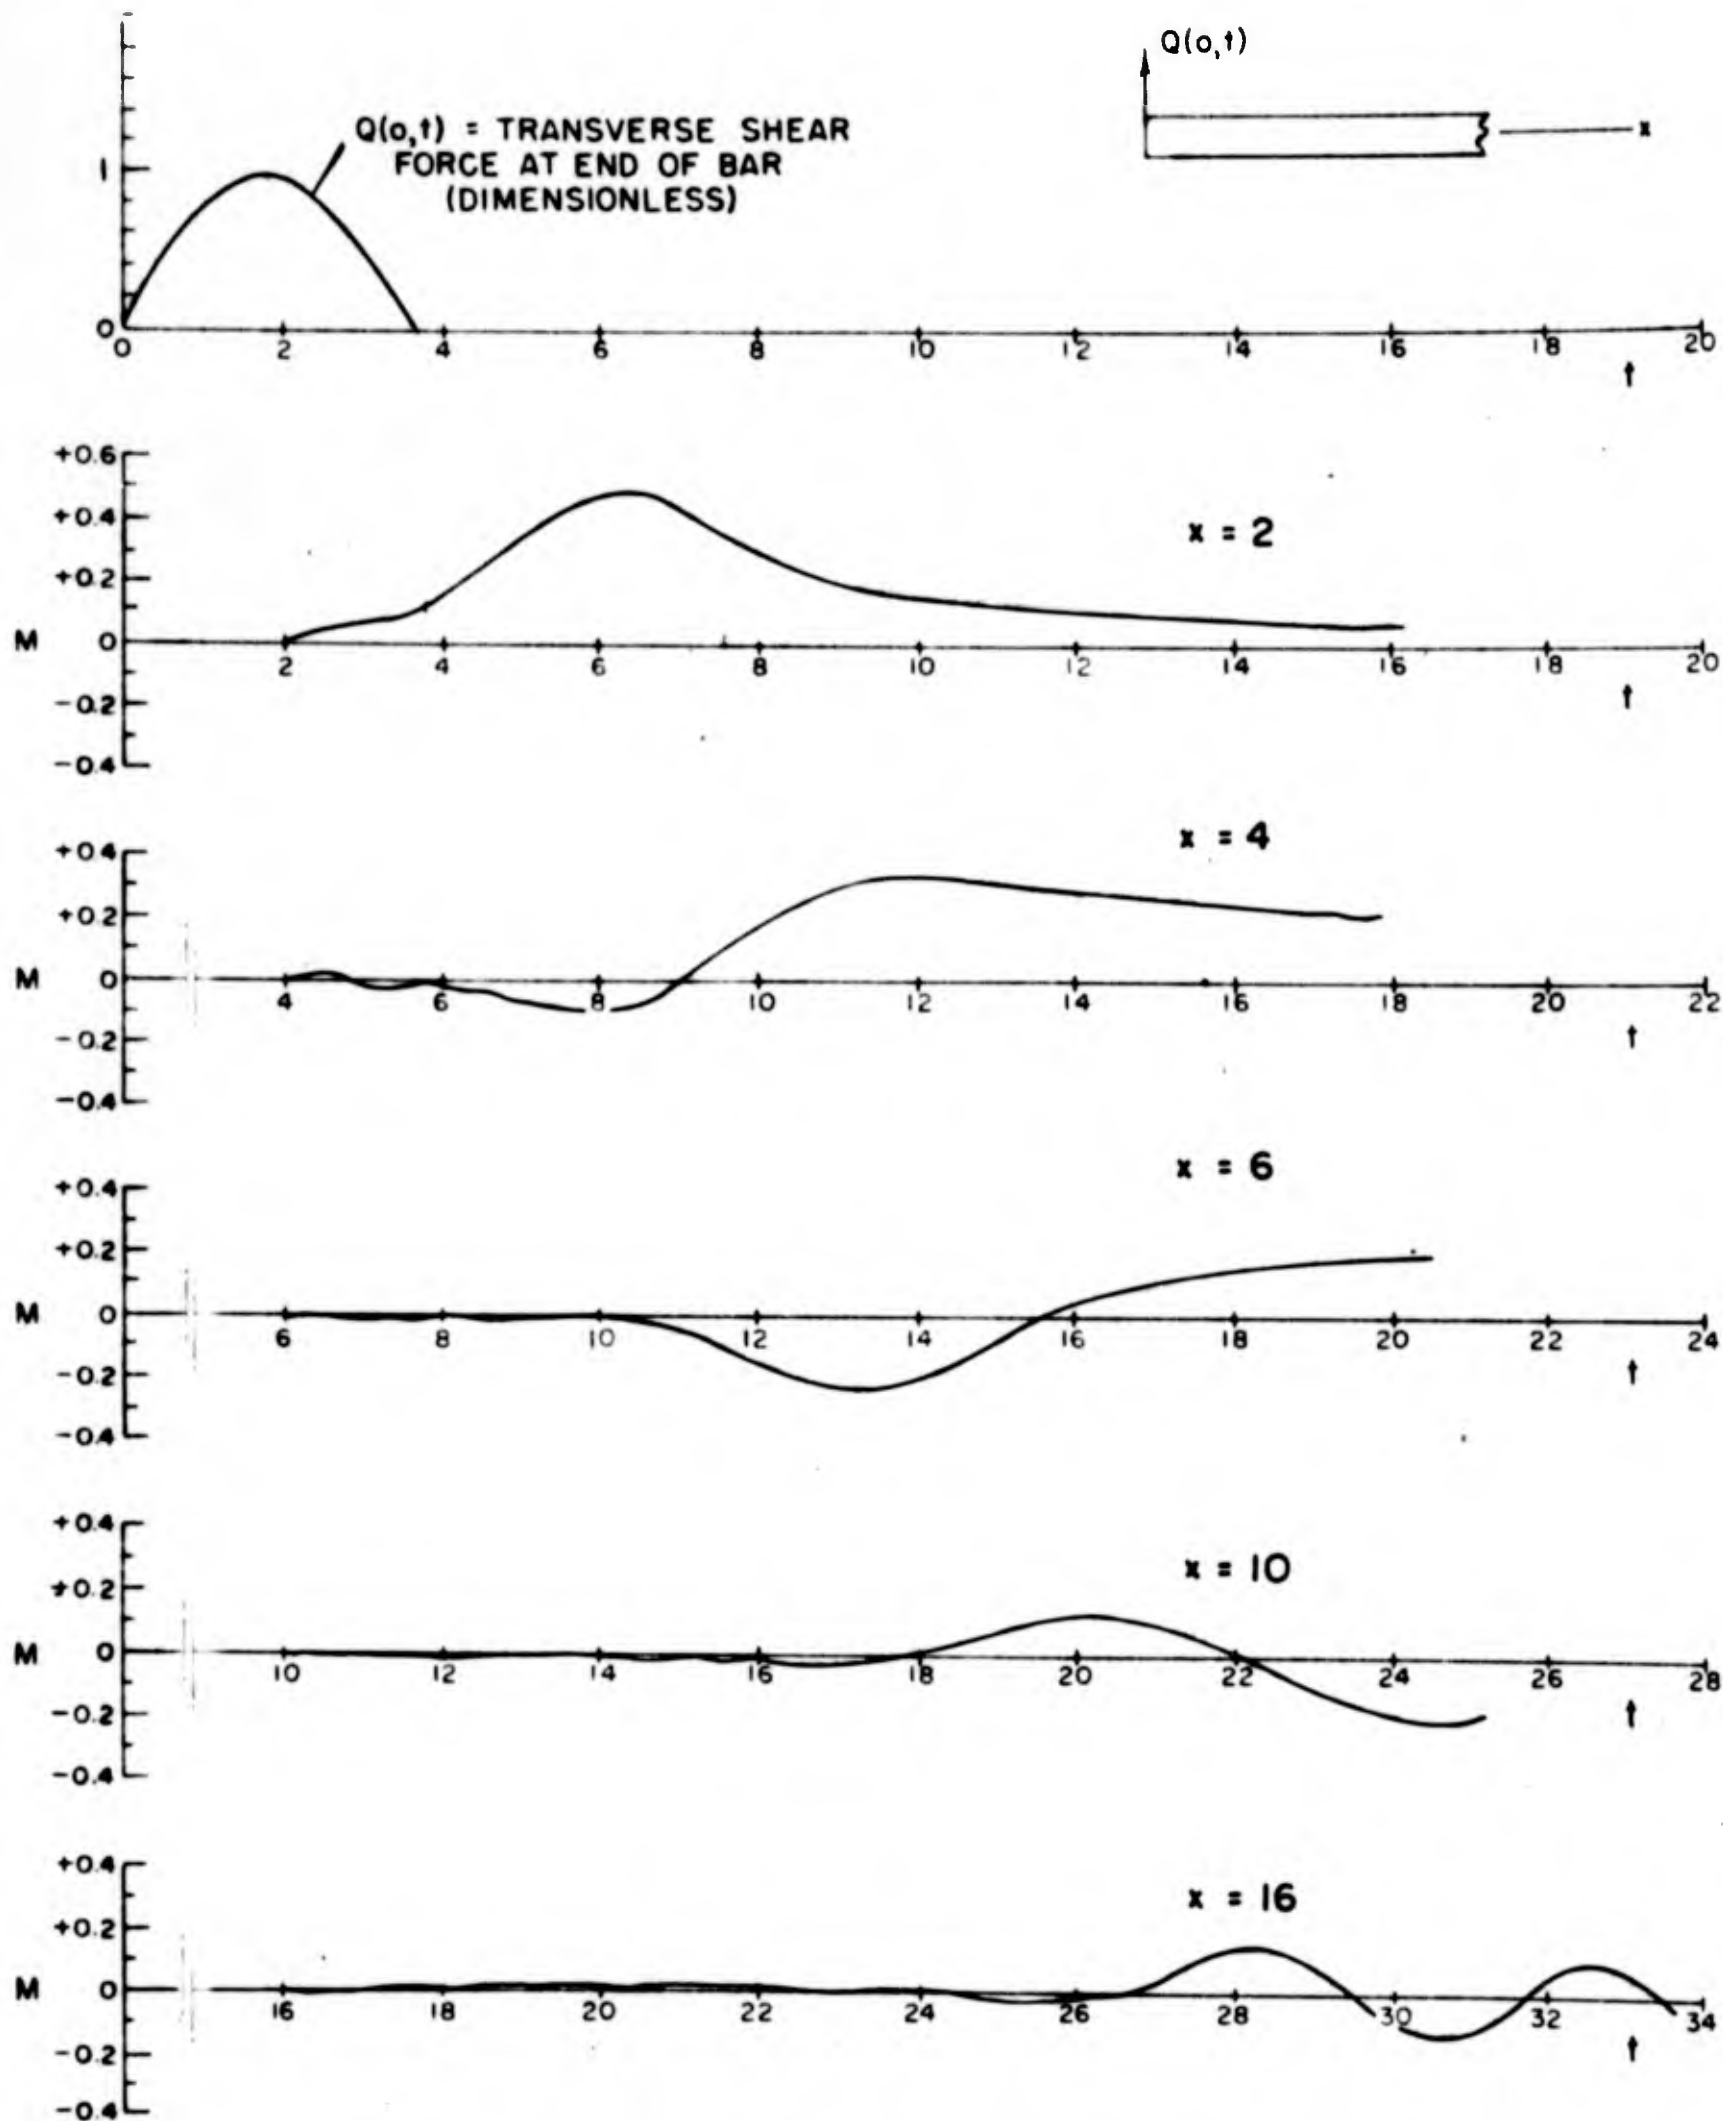 Q(o,t)
Q(o,t) = TRANSVERSE SHEAR
FORCE AT END OF BAR
(DIMENSIONLESS)
x
1
0
0 2 4 6 8 10 12 14 16 18 20
t
+0.6
+0.4
x = 2
+0.2
M 0
2 4 6 8 10 12 14 16 18 20
-0.2
t
-0.4
x = 4
+0.4
+0.2
M 0
4 6 8 10 12 14 16 18 20 22
-0.2
t
-0.4
x = 6
+0.4
+0.2
M 0
6 8 10 12 14 16 18 20 22 24
-0.2
t
-0.4
+0.4
x = 10
+0.2
M 0
10 12 14 16 18 20 22 24 26 28
-0.2
t
-0.4
+0.4
x = 16
+0.2
M 0
16 18 20 22 24 26 28 30 32 34
-0.2
t
-0.4